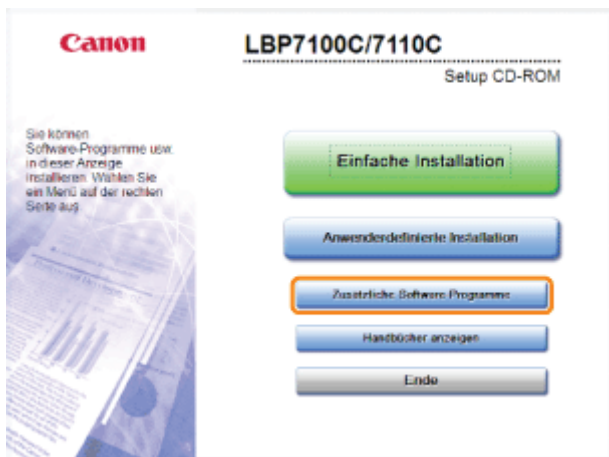 Canon
LBP7100C/7110C
Setup CD-ROM
Sie können
Software-Programme usw.
in dieser Anzeige
installieren. Wählen Sie
ein Menü auf der rechten
Seite aus.
Einfache Installation
Anwenderdefinierte Installation
Zusätzliche Software Programme
Handbücher anzeigen
Ende